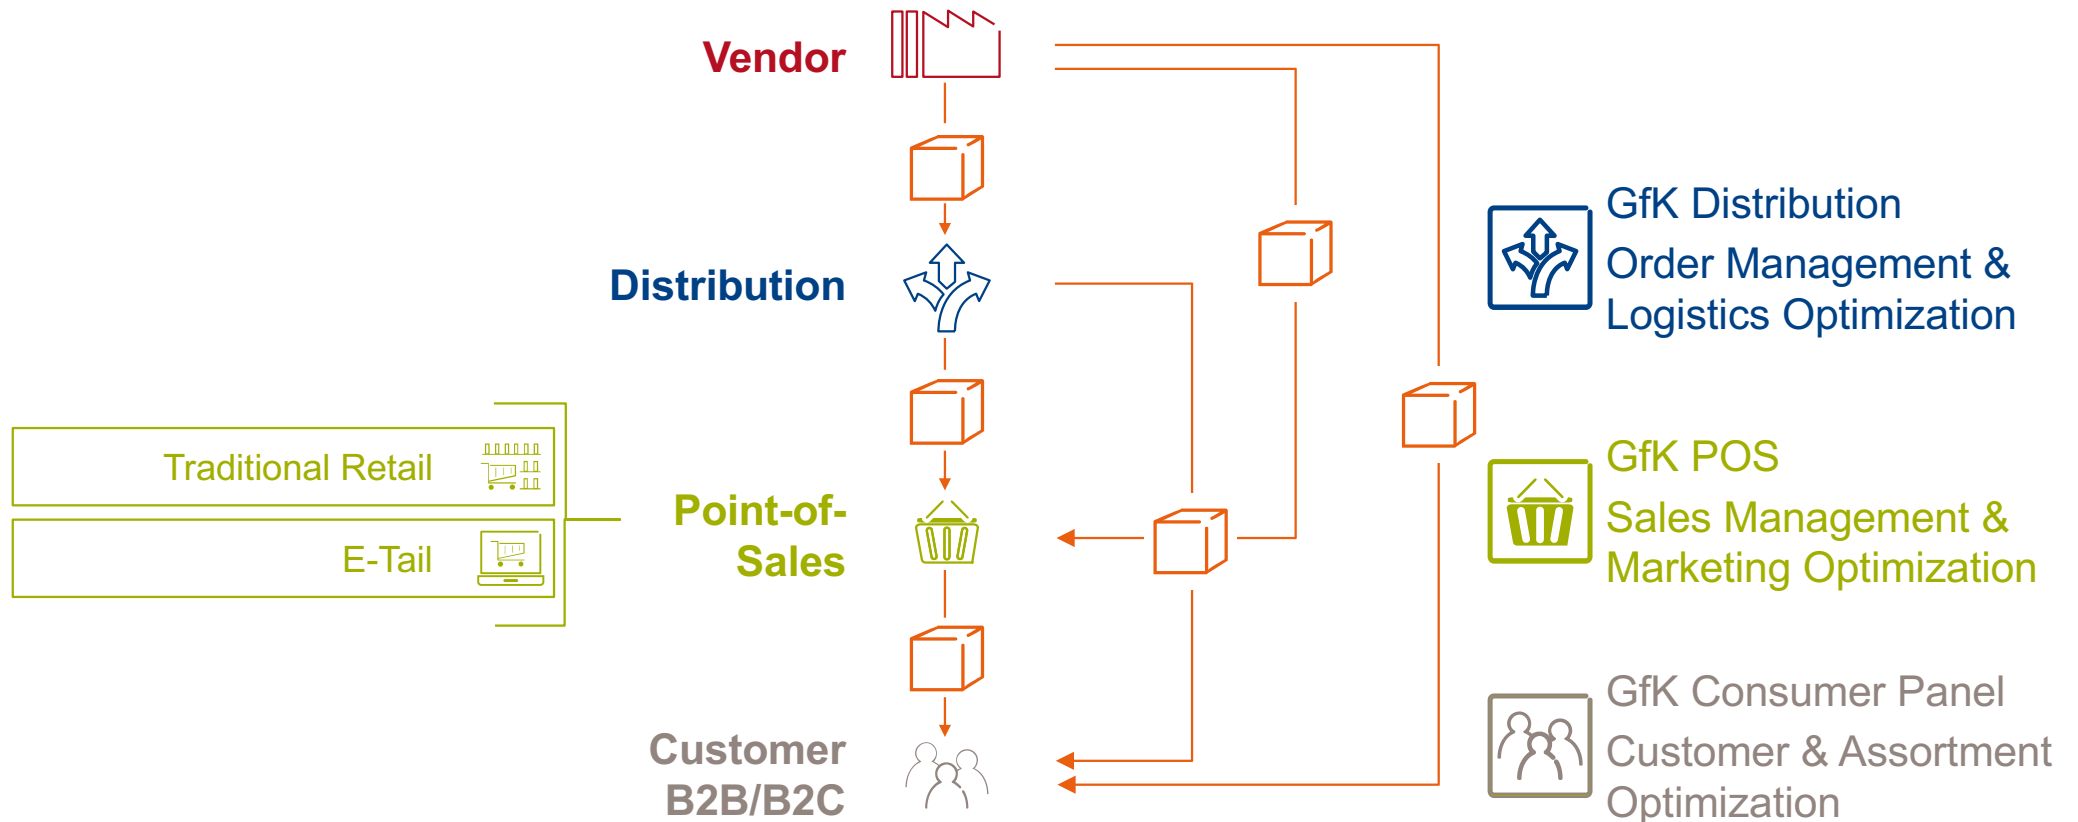 Vendor
Distribution
Traditional Retail
E-Tail
Point-of-
Sales
Customer
B2B/B2C
GfK Distribution
Order Management &
Logistics Optimization
GfK POS
Sales Management &
Marketing Optimization
GfK Consumer Panel
Customer & Assortment
Optimization